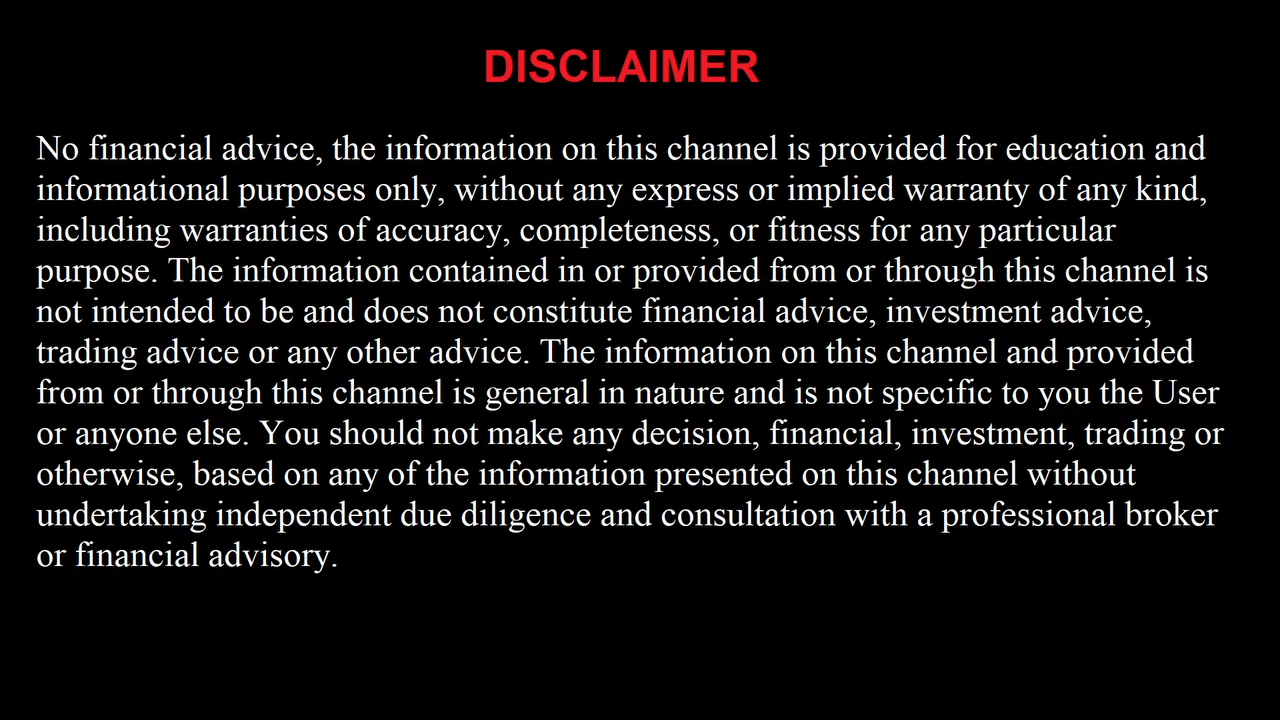 DISCLAIMER
No financial advice, the information on this channel is provided for education and
informational purposes only, without any express or implied warranty of any kind,
including warranties of accuracy, completeness, or fitness for any particular
purpose. The information contained in or provided from or through this channel is
not intended to be and does not constitute financial advice, investment advice,
trading advice or any other advice. The information on this channel and provided
from or through this channel is general in nature and is not specific to you the User
or anyone else. You should not make any decision, financial, investment, trading or
otherwise, based on any of the information presented on this channel without
undertaking independent due diligence and consultation with a professional broker
or financial advisory.